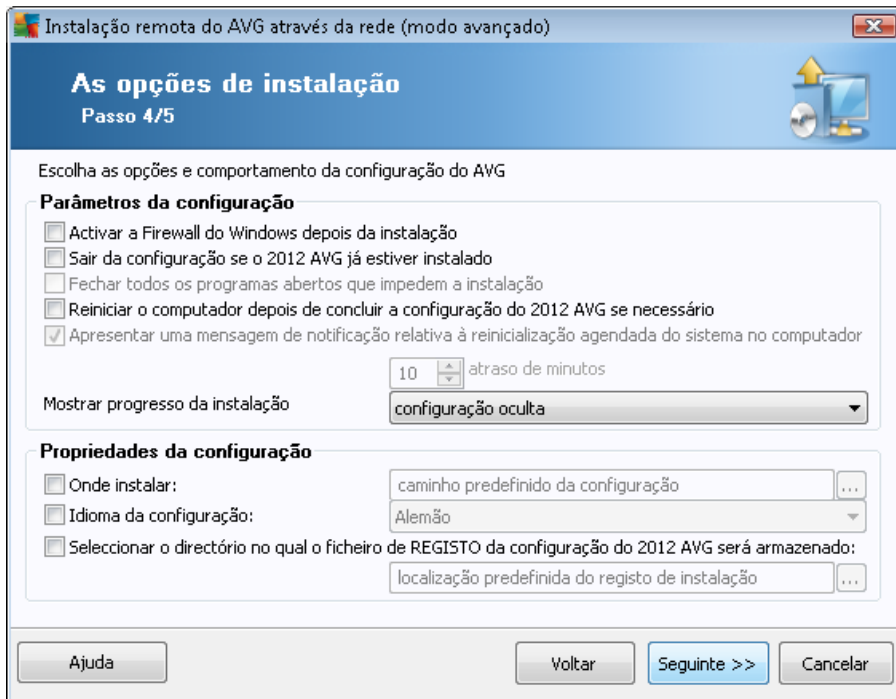 Instalação remota do AVG através da rede (modo avançado)
As opções de instalação
Passo 4/5
Escolha as opções e comportamento da configuração do AVG
Parâmetros da configuração
Activar a Firewall do Windows depois da instalação
Sair da configuração se o 2012 AVG já estiver instalado
Fechar todos os programas abertos que impedem a instalação
Reiniciar o computador depois de concluir a configuração do 2012 AVG se necessário
Apresentar uma mensagem de notificação relativa à reinicialização agendada do sistema no computador
10 atraso de minutos
Mostrar progresso da instalação configuração oculta
Propriedades da configuração
Onde instalar: caminho predefinido da configuração ...
Idioma da configuração: Alemão
Seleccionar o directório no qual o ficheiro de REGISTO da configuração do 2012 AVG será armazenado:
localização predefinida do registo de instalação ...
Ajuda Voltar Seguinte >> Cancelar